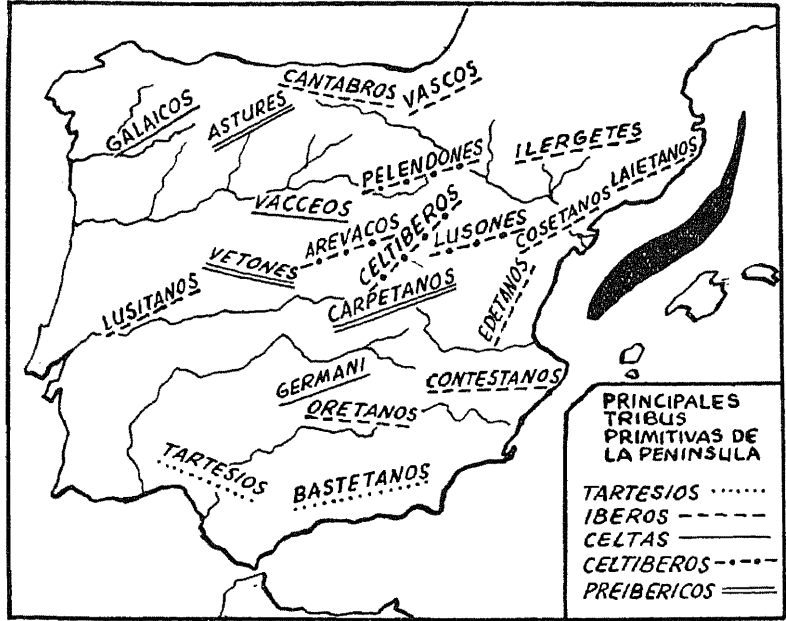 CANTABROS
VASCOS
GALAICOS
ASTURES
ILERGETES
PELENDONES
LAIETANOS
VACCEOS
AREVACOS
CELTIBEROS
LUSONES
COSETANOS
VETONES
CARPETANOS
EDETANOS
LUSITANOS
GERMANI
CONTESTANOS
ORETANOS
TARTESIOS
BASTETANOS
PRINCIPALES
TRIBUS
PRIMITIVAS DE
LA PENINSULA
TARTESIOS
IBEROS
CELTAS
CELTIBEROS
PREIBERICOS